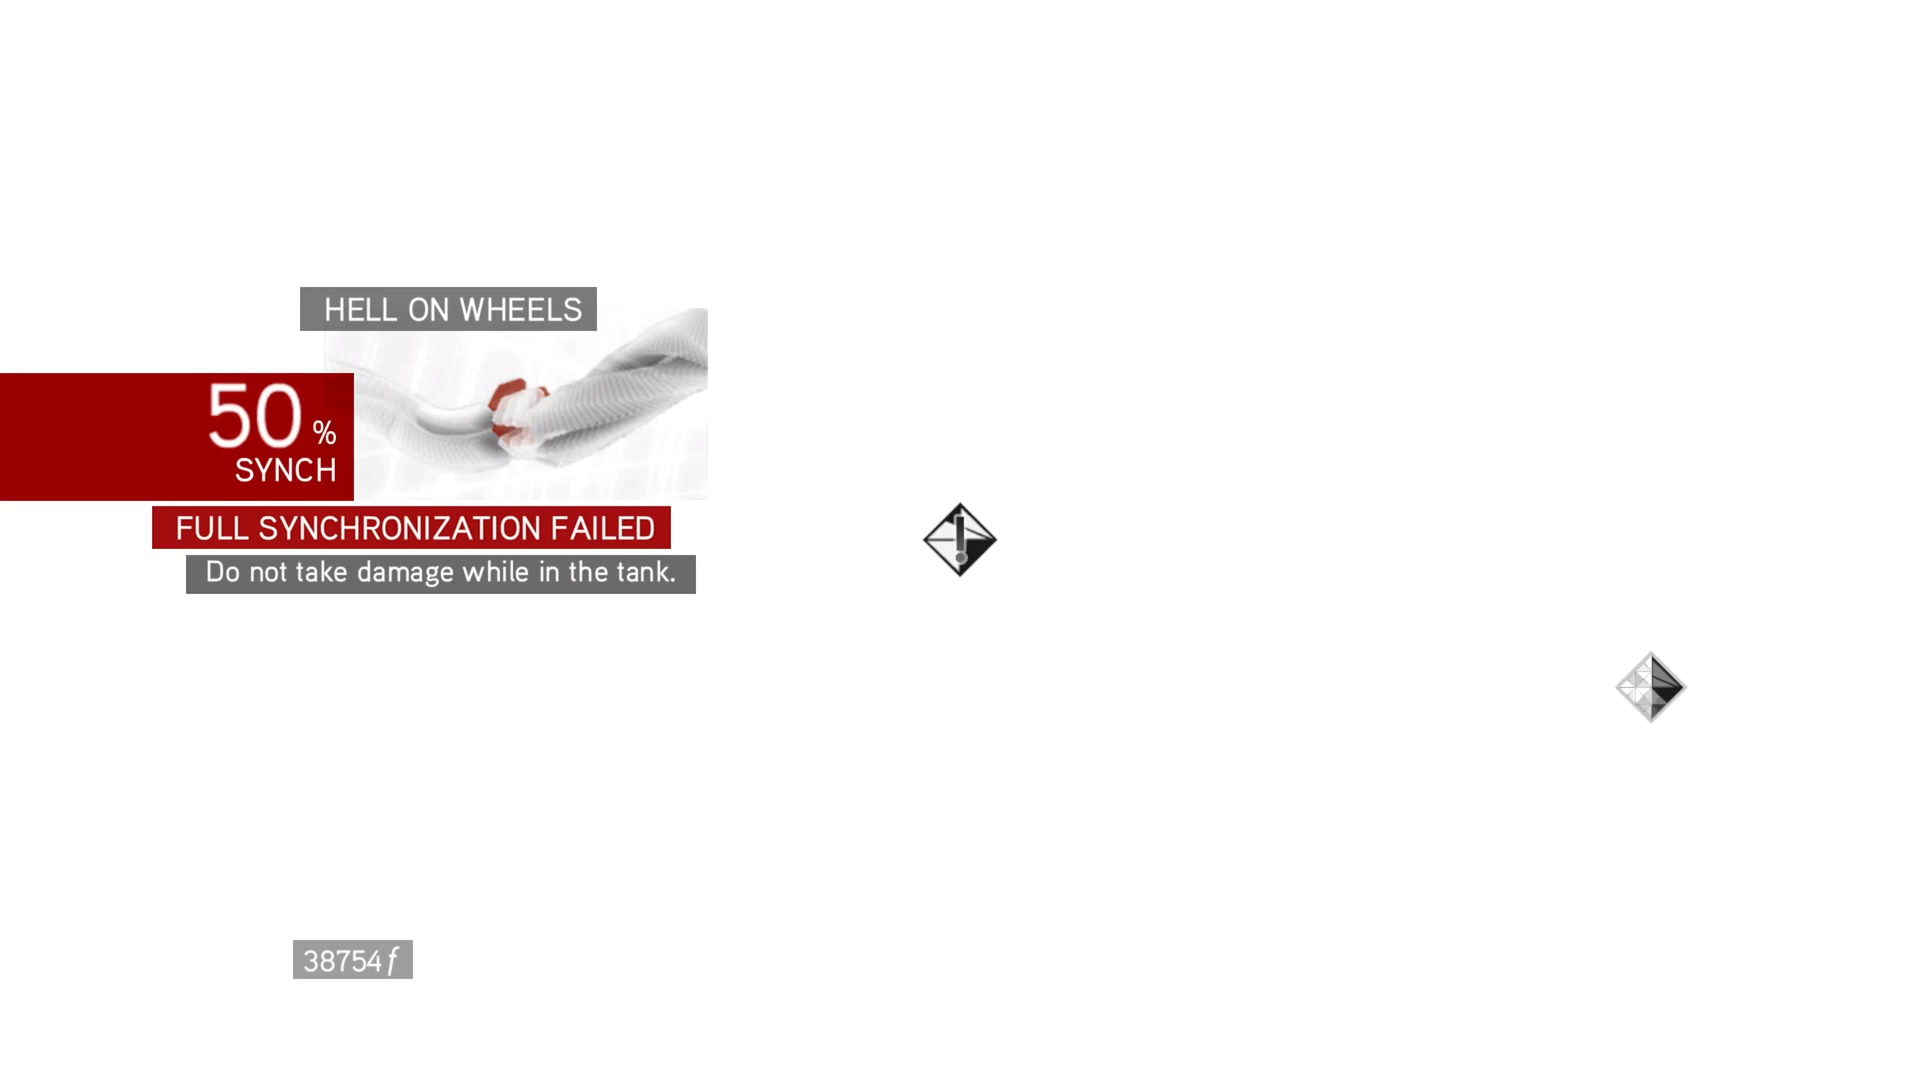 HELL ON WHEELS
50 %
SYNCH
FULL SYNCHRONIZATION FAILED
Do not take damage while in the tank.
38754 ƒ